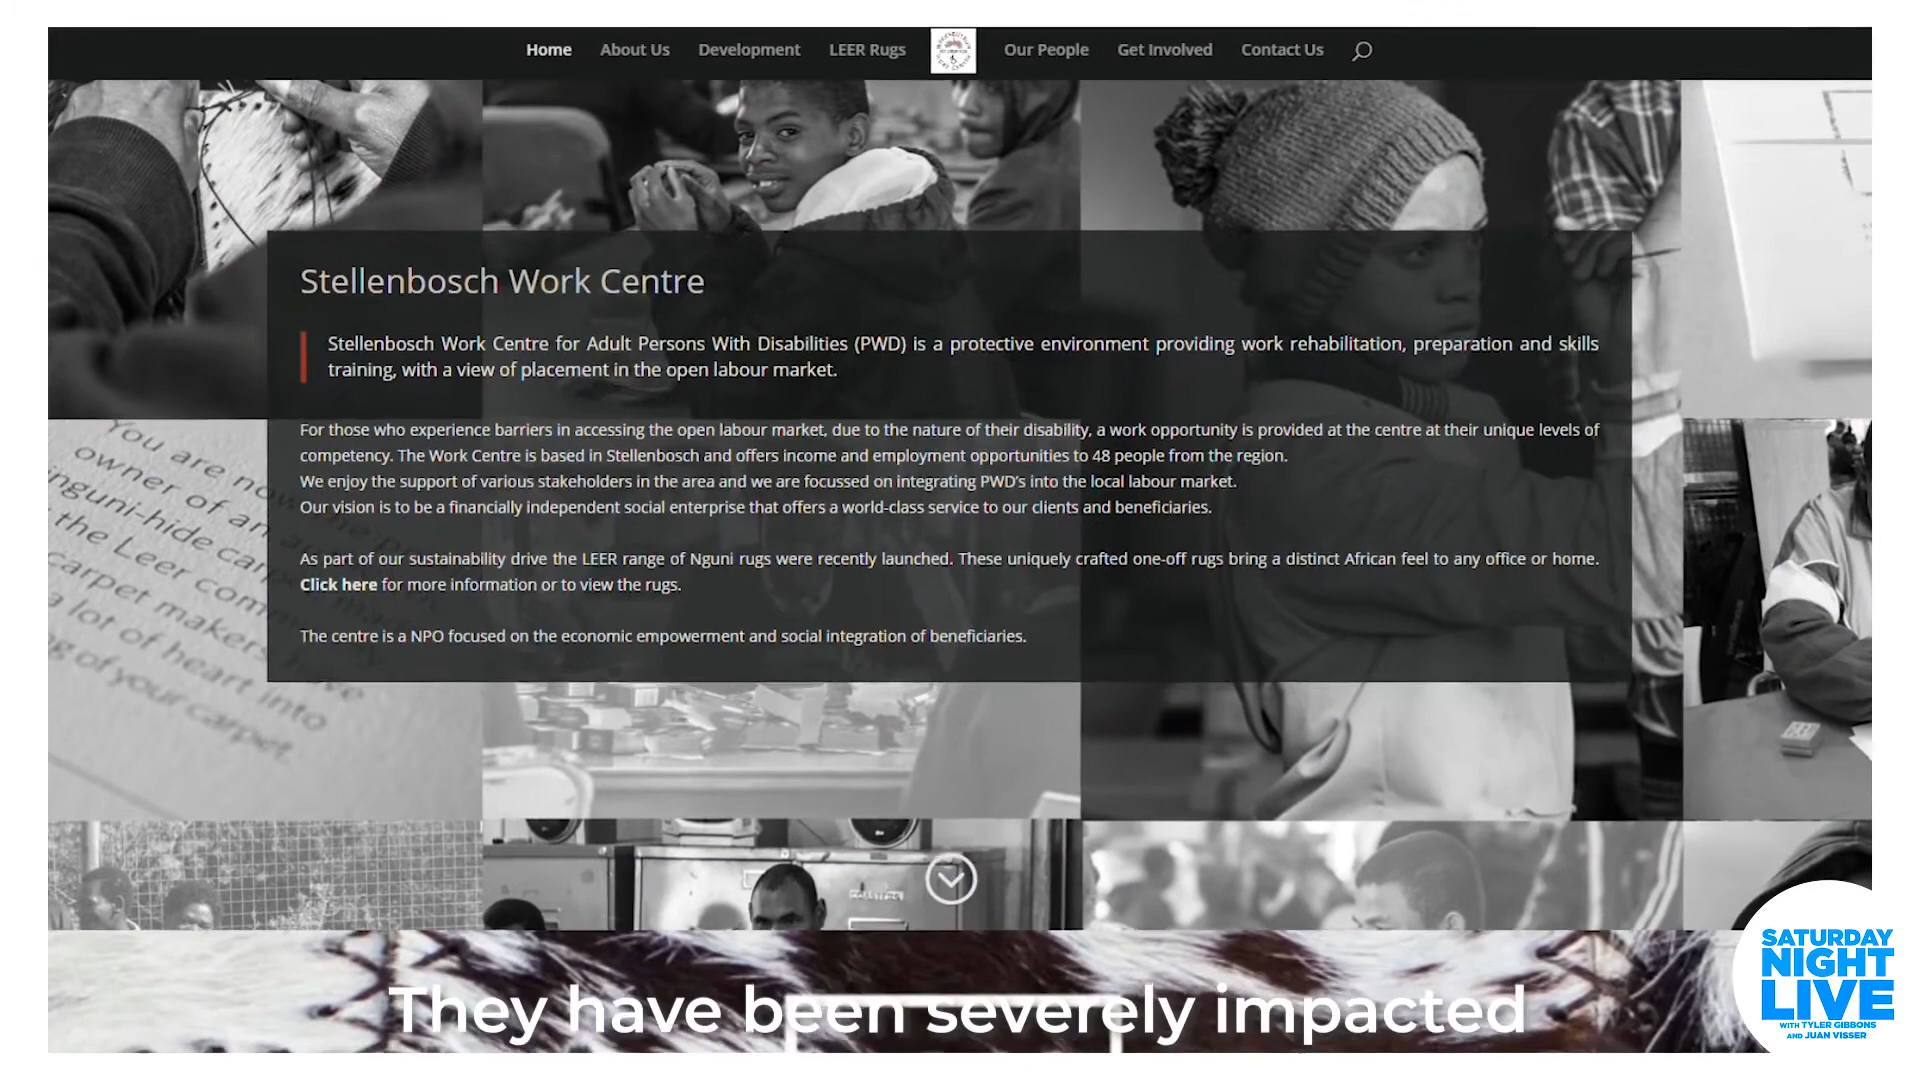 Home About Us Development LEER Rugs Our People Get Involved Contact Us
Stellenbosch Work Centre
Stellenbosch Work Centre for Adult Persons With Disabilities (PWD) is a protective environment providing work rehabilitation, preparation and skills
training, with a view of placement in the open labour market.
For those who experience barriers in accessing the open labour market, due to the nature of their disability, a work opportunity is provided at the centre at their unique levels of
competency. The Work Centre is based in Stellenbosch and offers income and employment opportunities to 48 people from the region.
We enjoy the support of various stakeholders in the area and we are focussed on integrating PWD's into the local labour market.
Our vision is to be a financially independent social enterprise that offers a world-class service to our clients and beneficiaries.
As part of our sustainability drive the LEER range of Nguni rugs were recently launched. These uniquely crafted one-off rugs bring a distinct African feel to any office or home.
Click here for more information or to view the rugs.
The centre is a NPO focused on the economic empowerment and social integration of beneficiaries.
You are now
owner of an
nguni-hide
the Leer
carpet makers have
a lot of heart into
of your carpet.
They have been severely impacted
SATURDAY
NIGHT
LIVE
WITH TYLER GIBBONS
AND JUAN VISSER